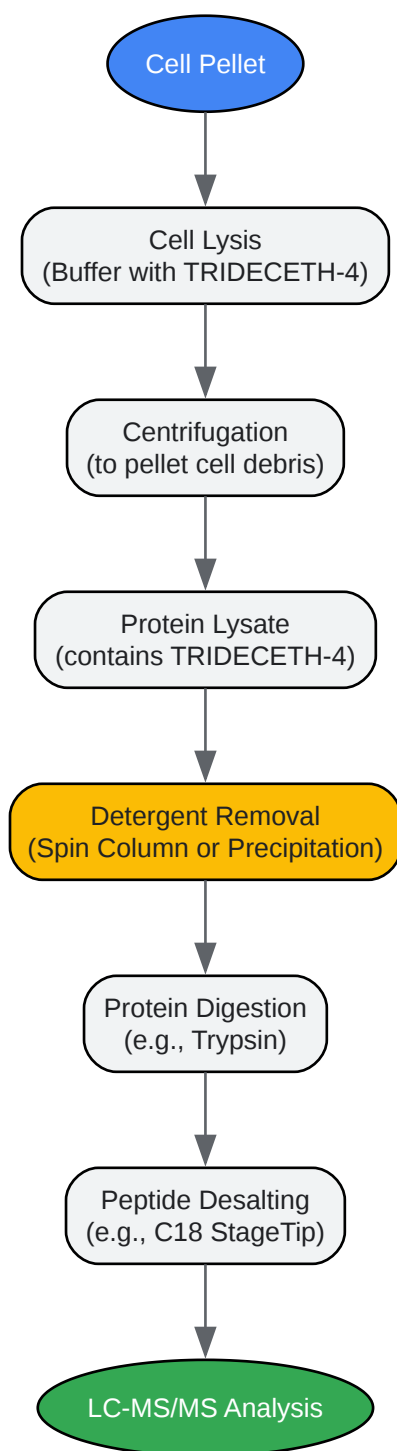 Cell Pellet
Cell Lysis
(Buffer with TRIDECETH-4)
Centrifugation
(to pellet cell debris)
Protein Lysate
(contains TRIDECETH-4)
Detergent Removal
(Spin Column or Precipitation)
Protein Digestion
(e.g., Trypsin)
Peptide Desalting
(e.g., C18 StageTip)
LC-MS/MS Analysis